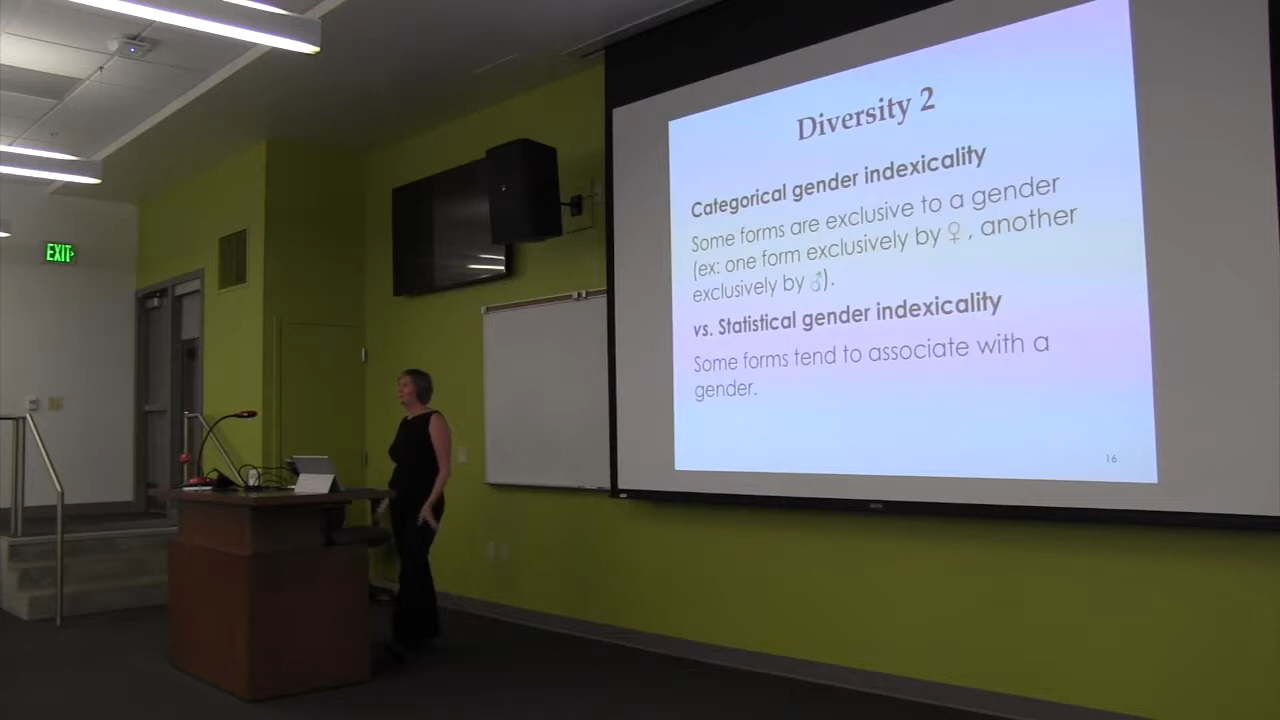 EXIT
Diversity 2
Categorical gender indexicality
Some forms are exclusive to a gender
(ex: one form exclusively by ♀, another
exclusively by ♂).
vs. Statistical gender indexicality
Some forms tend to associate with a
gender.
16